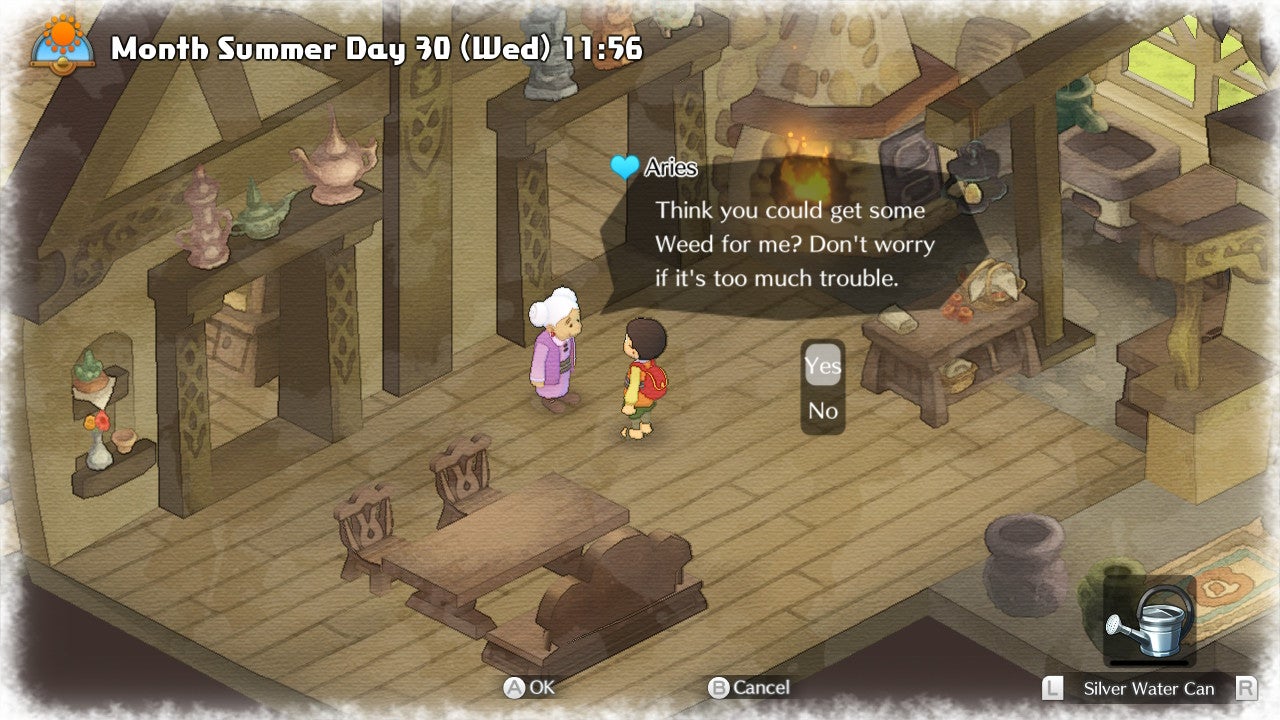 Month Summer Day 30 (Wed) 11:56
Aries
Think you could get some
Weed for me? Don't worry
if it's too much trouble.
Yes
No
A OK
B Cancel
L Silver Water Can R